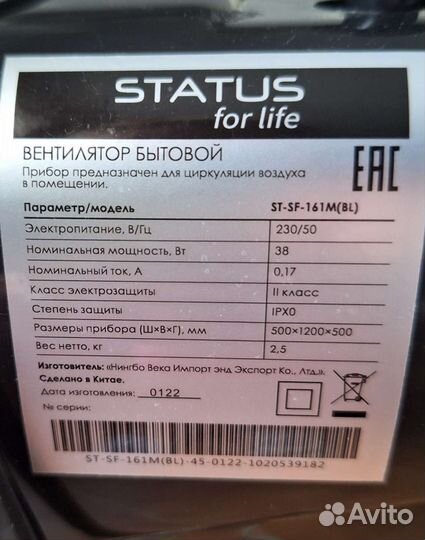 STATUS
for life
ВЕНТИЛЯТОР БЫТОВОЙ
Прибор предназначен для циркуляции воздуха
в помещении.
EAC
Параметр/модель ST-SF-161M(BL)
Электропитание, В/Гц 230/50
Номинальная мощность, Вт 38
Номинальный ток, А 0,17
Класс электрозащиты II класс
Степень защиты IPX0
Размеры прибора (Ш×В×Г), мм 500×1200×500
Вес нетто, кг 2,5
Изготовитель: «Нингбо Века Импорт энд Экспорт Ко., Лтд.».
Сделано в Китае.
Дата изготовления: 0122
№ серии:
ST-SF-161M(BL)-45-0122-1020539182
Avito